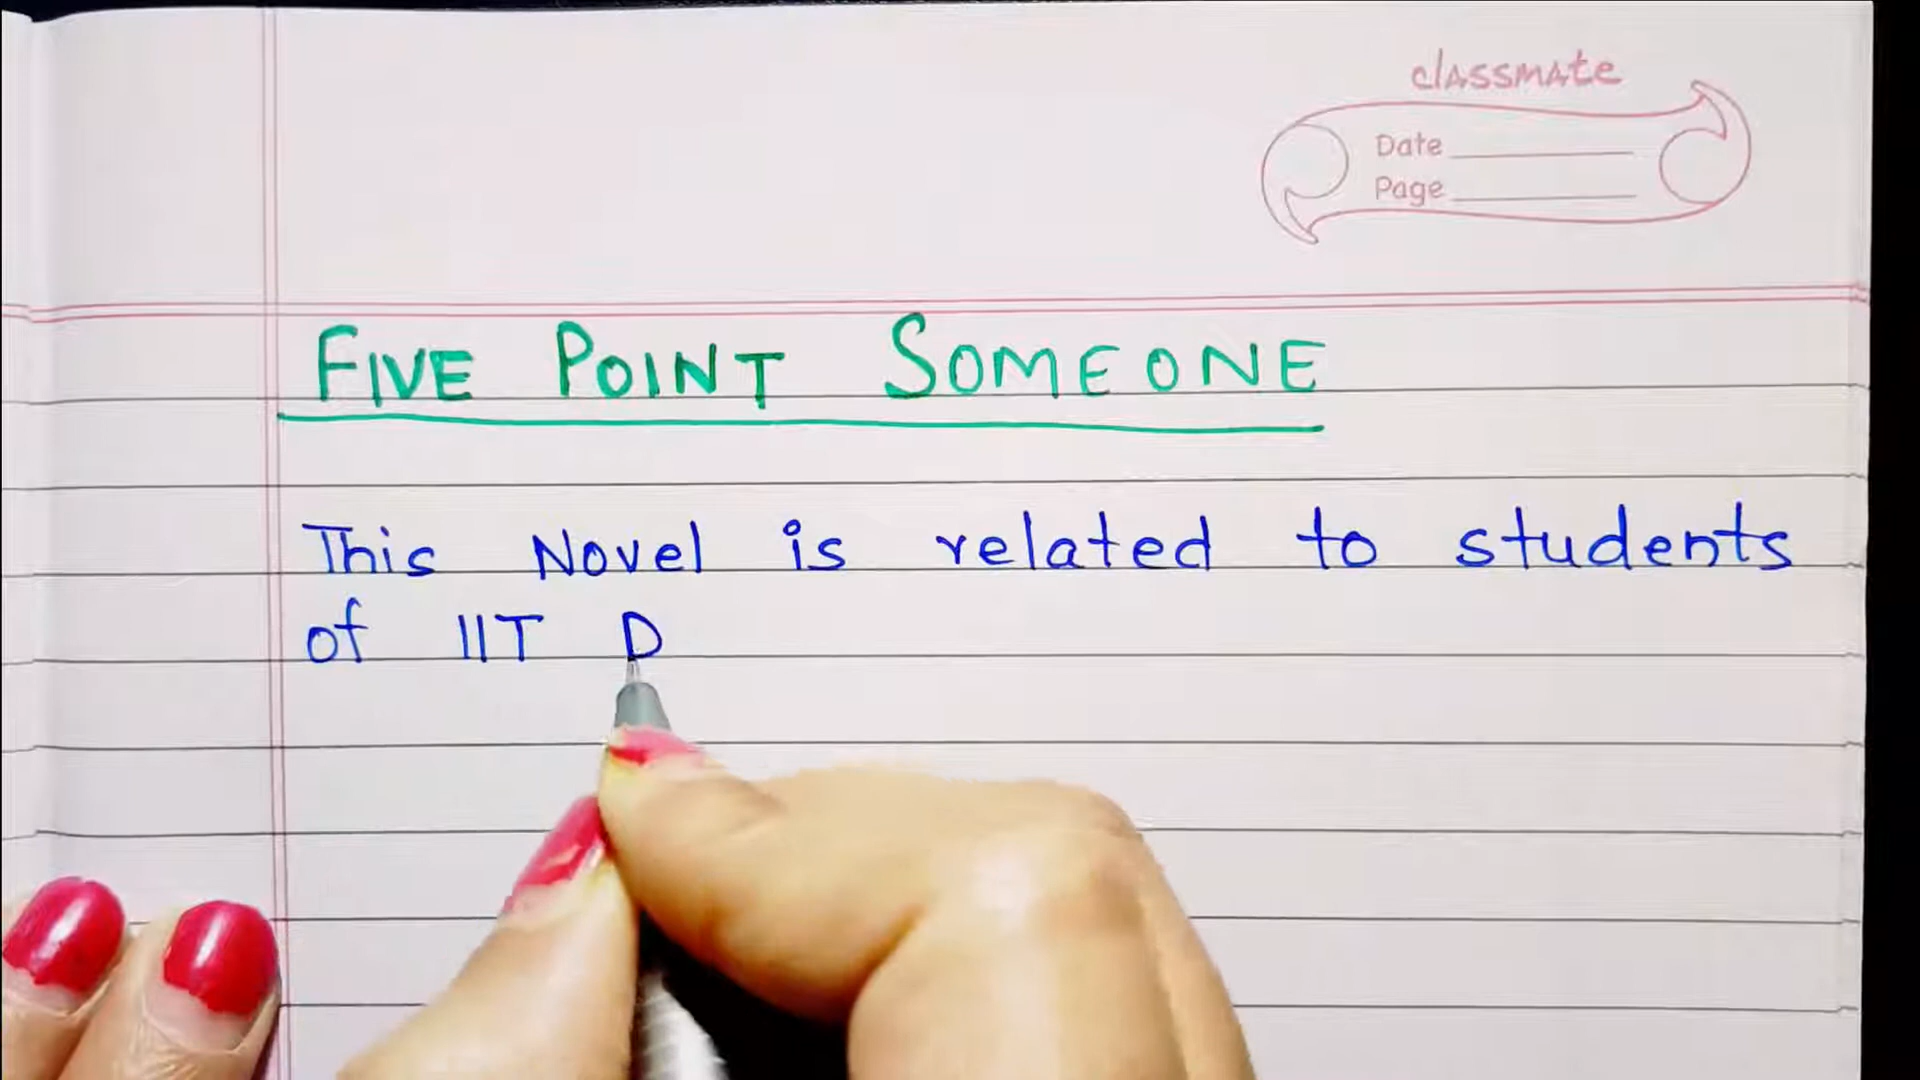 classmate
Date
Page
FIVE POINT SOMEONE
This Novel is related to students
of IIT D